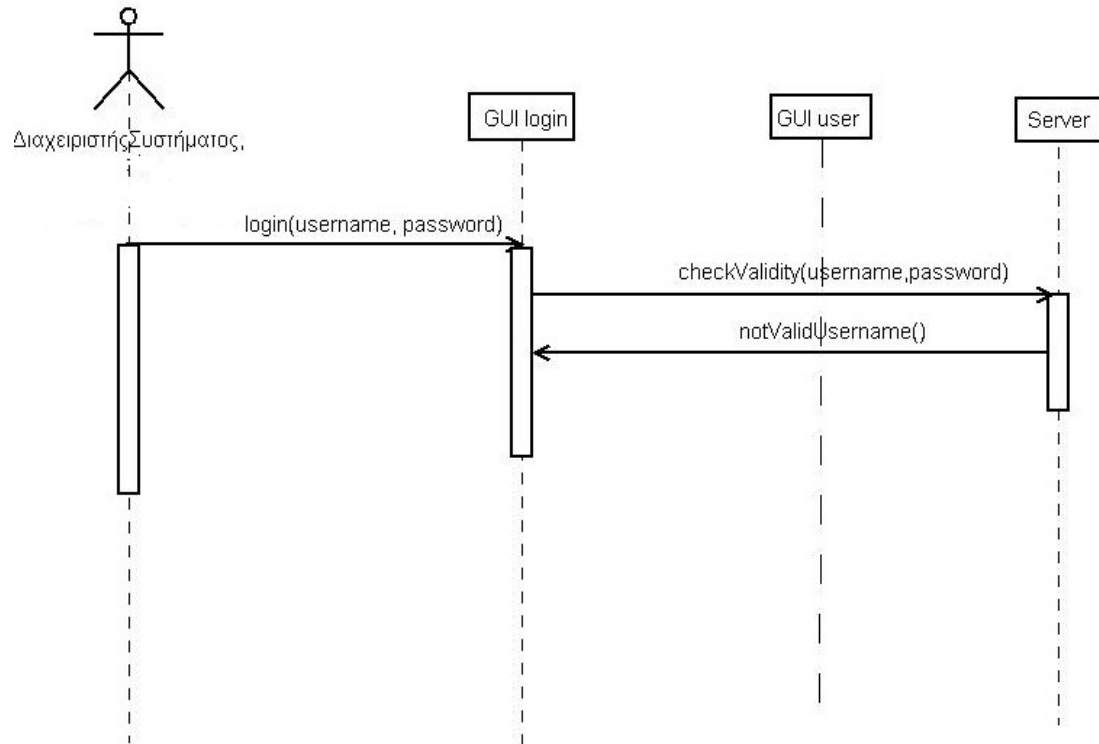 ΔιαχειριστήςΣυστήματος,
GUI login
GUI user
Server
login(username, password)
checkValidity(username,password)
notValidUsername()